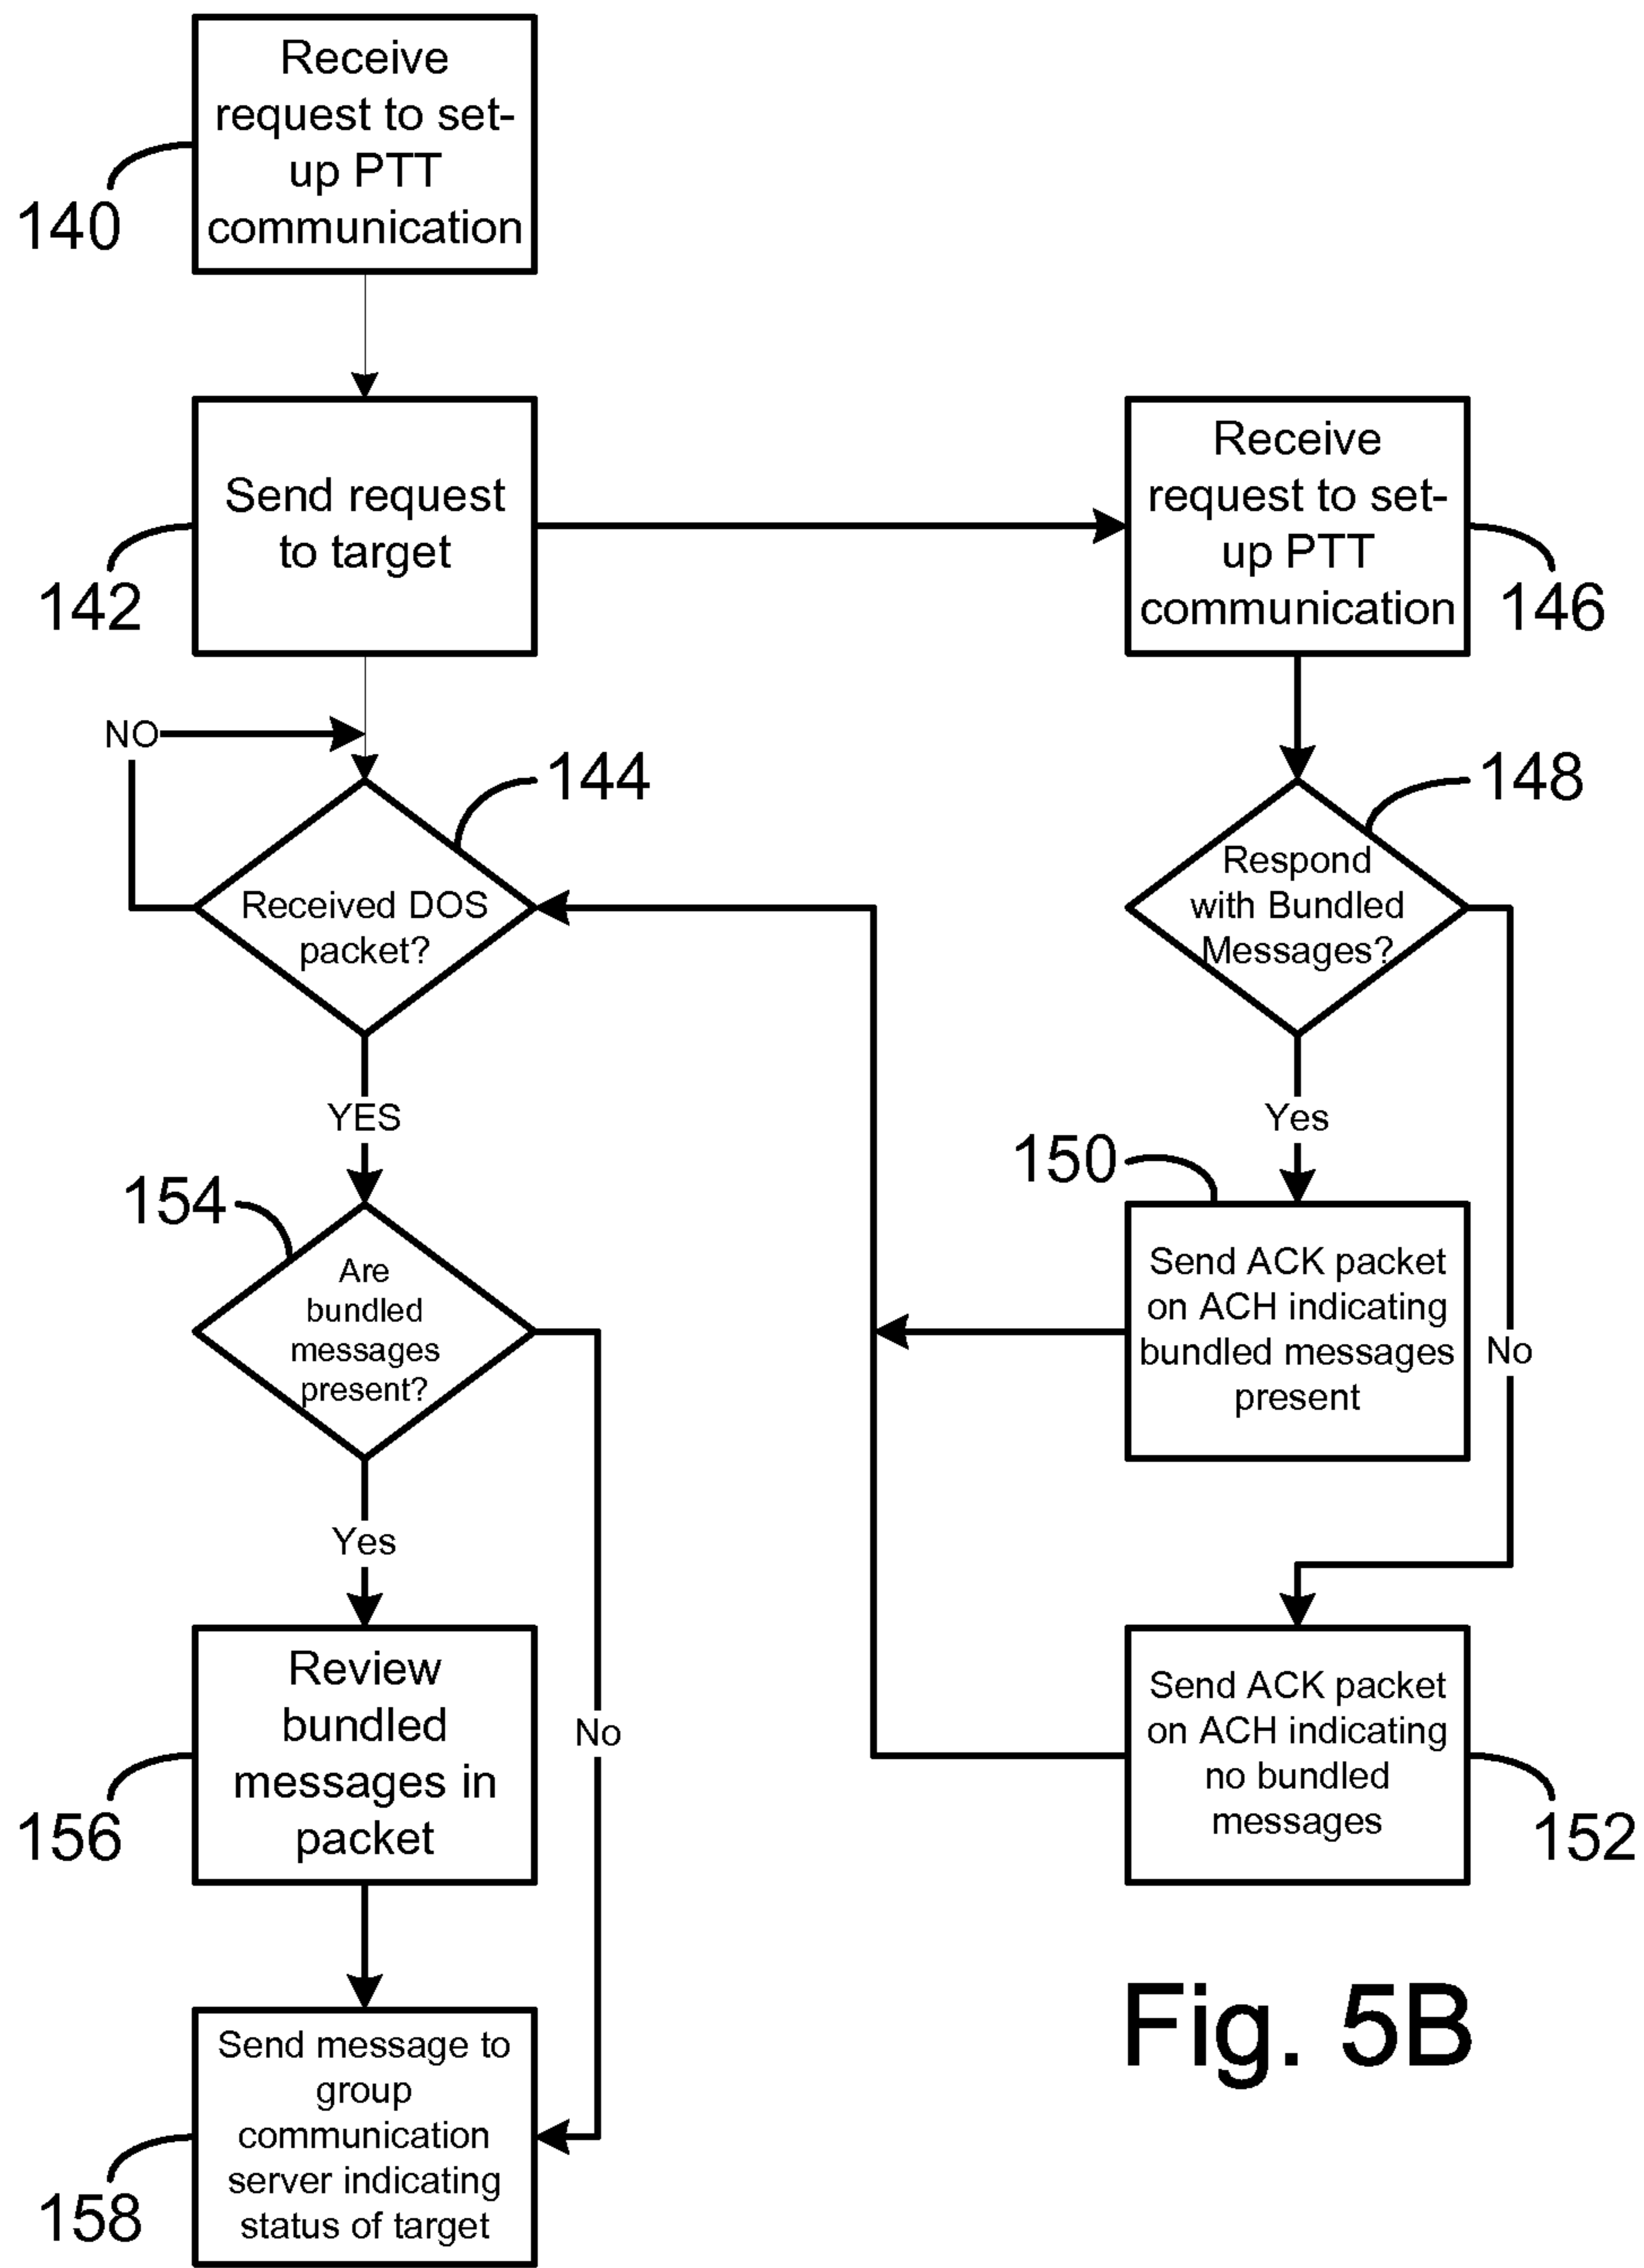 Receive
request to set-
up PTT
communication
140
Send request
to target
142
Receive
request to set-
up PTT
communication
146
NO
144
Received DOS
packet?
148
Respond
with Bundled
Messages?
YES
Yes
150
154
Are
bundled
messages
present?
Send ACK packet
on ACH indicating
bundled messages
present
No
Yes
Review
bundled
messages in
packet
156
No
Send ACK packet
on ACH indicating
no bundled
messages
152
Send message to
group
communication
server indicating
status of target
158
Fig. 5B